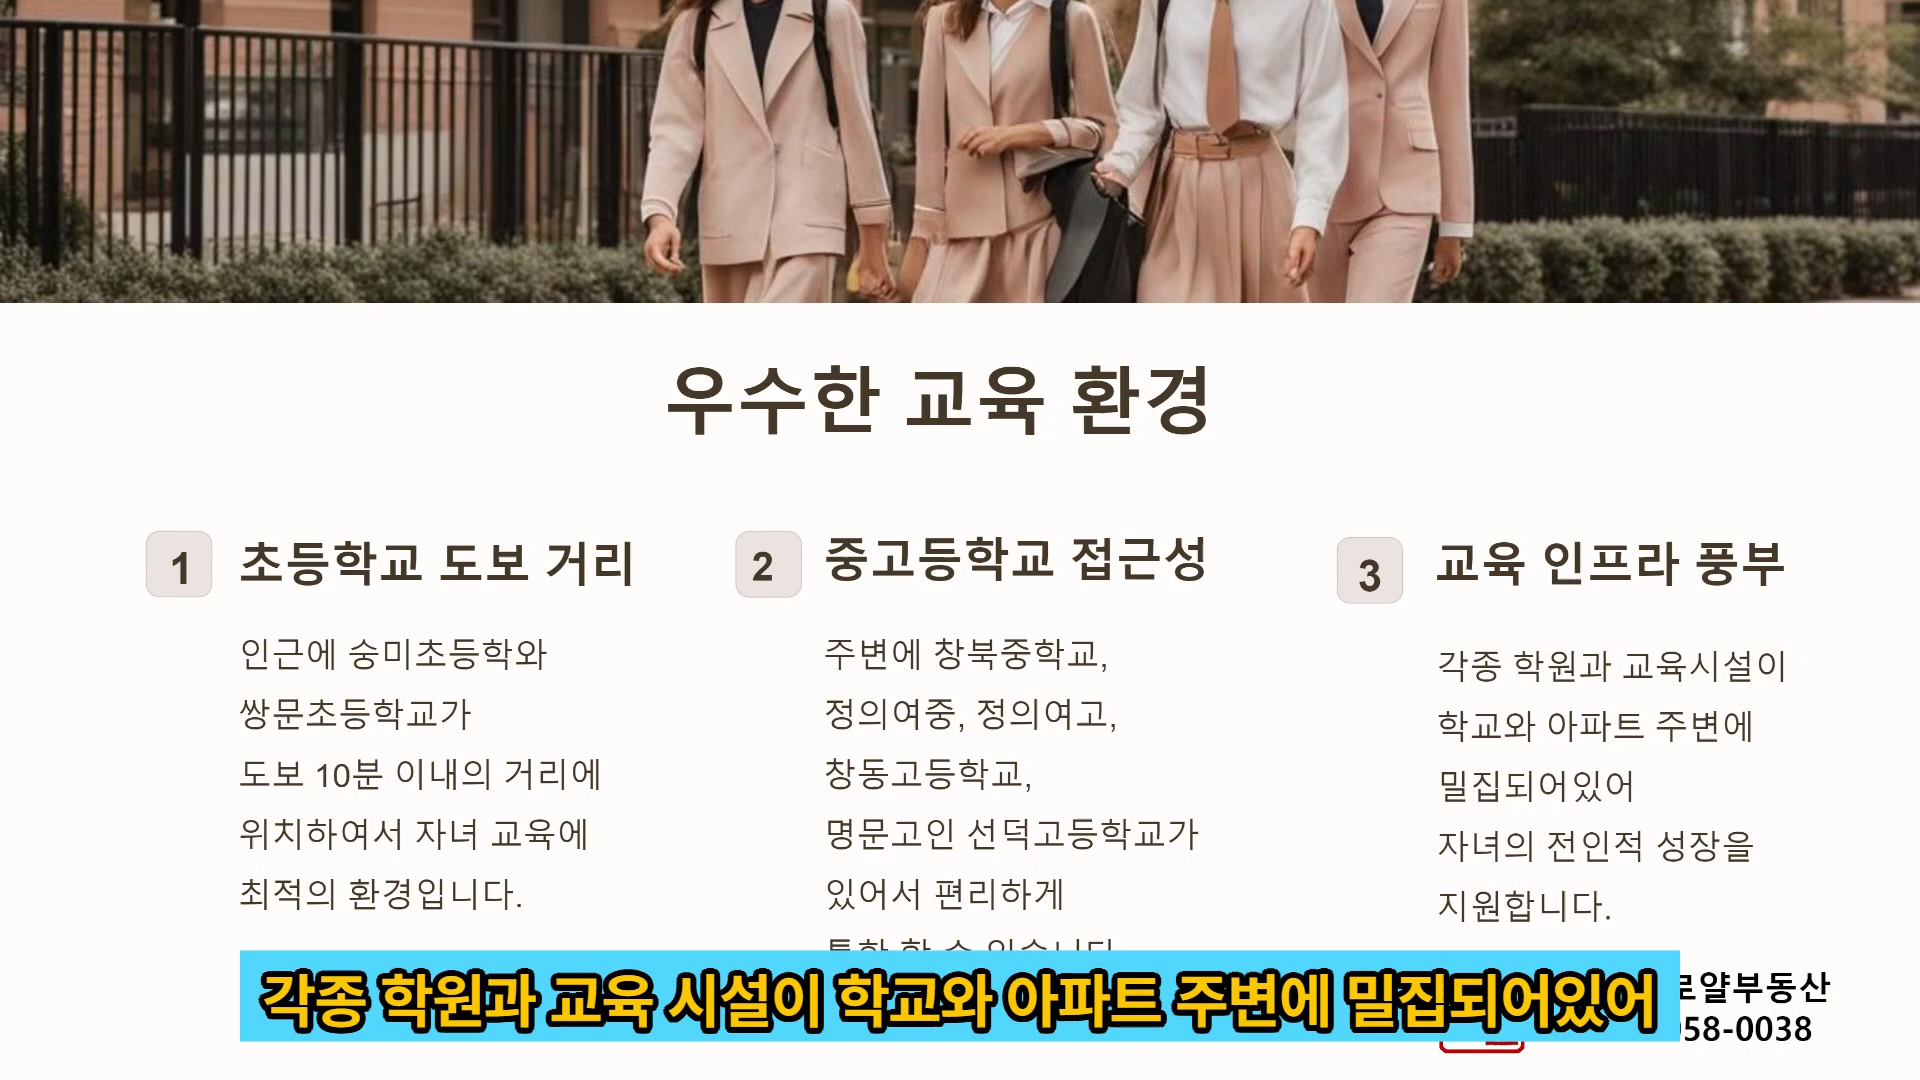 우수한 교육 환경
1
초등학교 도보 거리
인근에 숭미초등학와
쌍문초등학교가
도보 10분 이내의 거리에
위치하여서 자녀 교육에
최적의 환경입니다.
2
중고등학교 접근성
주변에 창북중학교,
정의여중, 정의여고,
창동고등학교,
명문고인 선덕고등학교가
있어서 편리하게
3
교육 인프라 풍부
각종 학원과 교육시설이
학교와 아파트 주변에
밀집되어있어
자녀의 전인적 성장을
지원합니다.
각종 학원과 교육 시설이 학교와 아파트 주변에 밀집되어있어
로얄부동산
58-0038